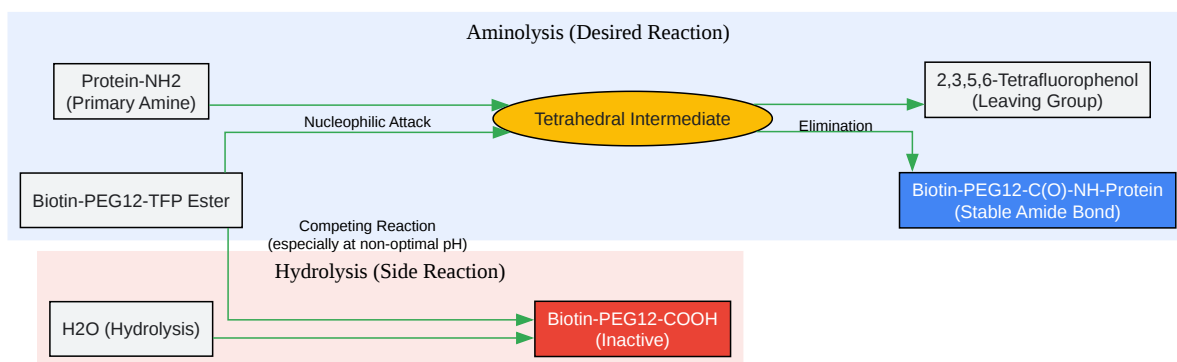 Aminolysis (Desired Reaction)
Protein-NH2
(Primary Amine)
2,3,5,6-Tetrafluorophenol
(Leaving Group)
Tetrahedral Intermediate
Nucleophilic Attack
Elimination
Biotin-PEG12-TFP Ester
Biotin-PEG12-C(O)-NH-Protein
(Stable Amide Bond)
Competing Reaction
(especially at non-optimal pH)
Hydrolysis (Side Reaction)
H2O (Hydrolysis)
Biotin-PEG12-COOH
(Inactive)